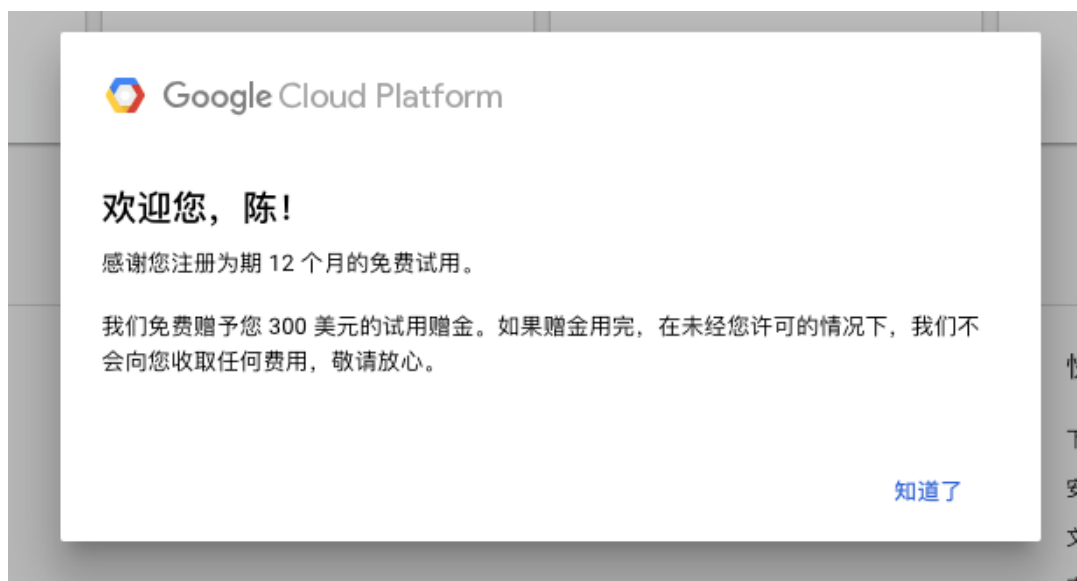 Google Cloud Platform
欢迎您，陈！
感谢您注册为期 12 个月的免费试用。
我们免费赠予您 300 美元的试用赠金。如果赠金用完，在未经您许可的情况下，我们不
会向您收取任何费用，敬请放心。
知道了